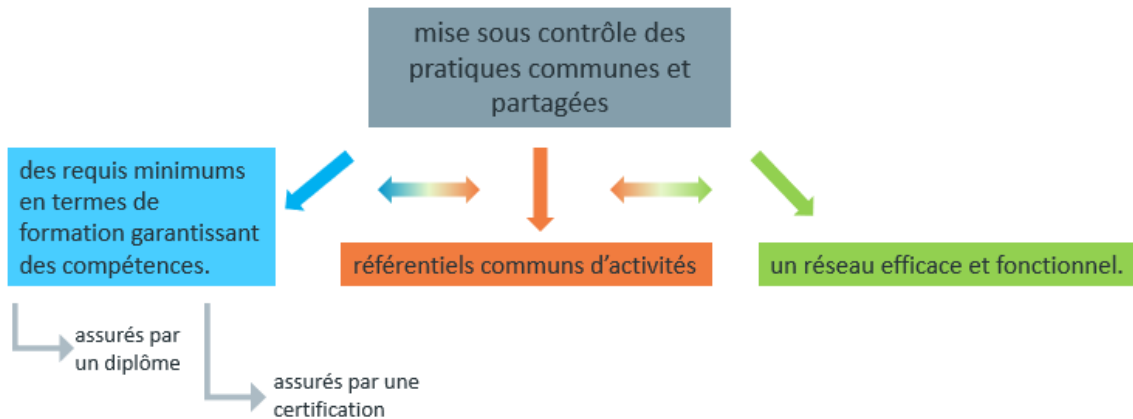 mise sous contrôle des
pratiques communes et
partagées
des requis minimums
en termes de
formation garantissant
des compétences.
référentiels communs d’activités
un réseau efficace et fonctionnel.
assurés par
un diplôme
assurés par une
certification